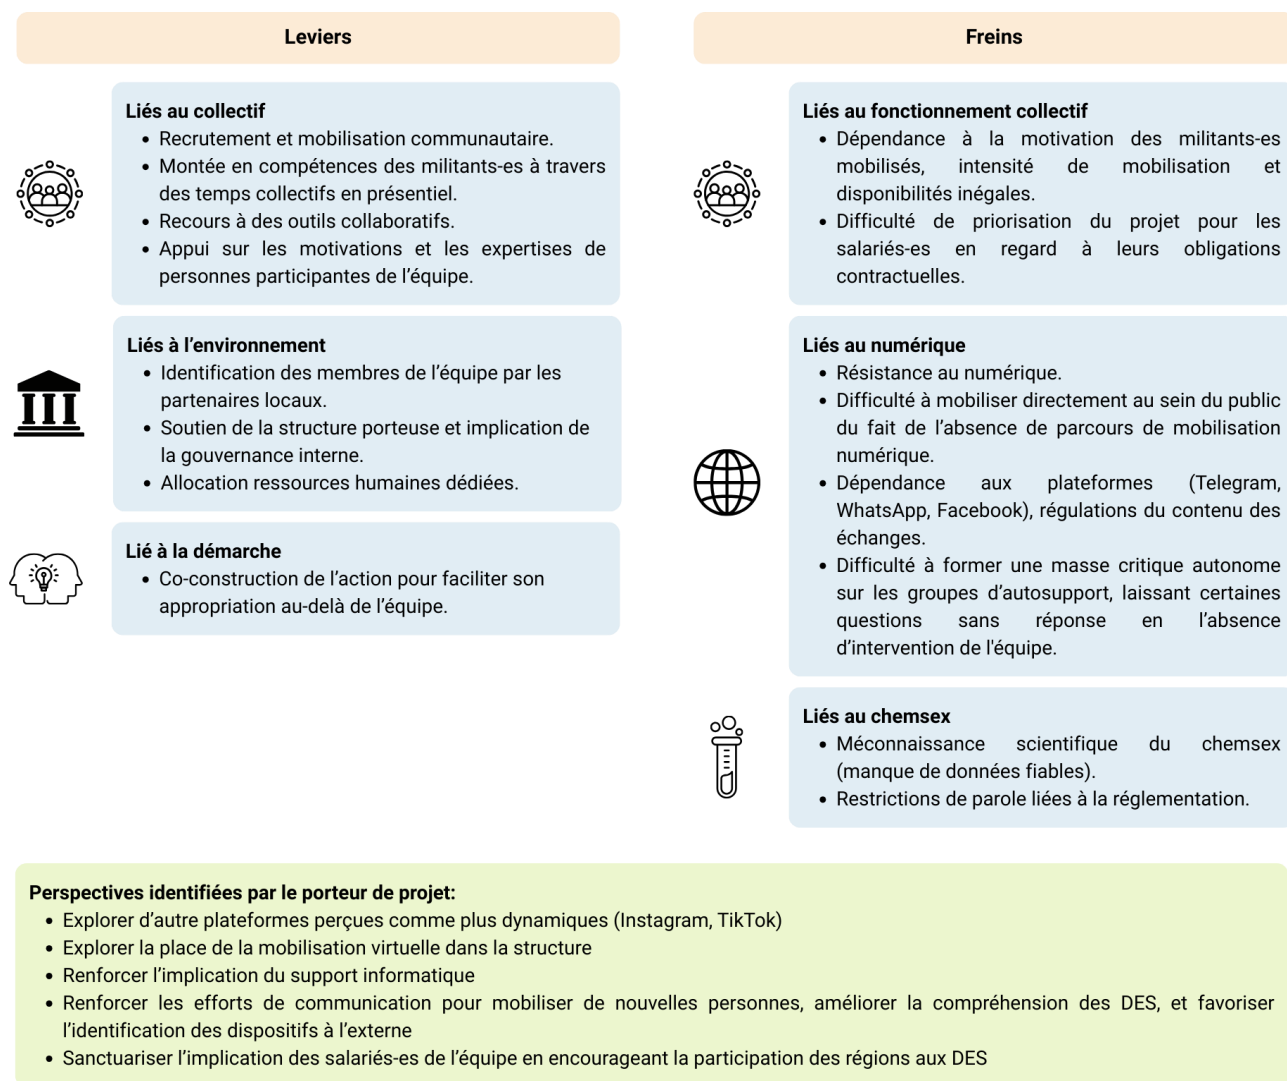 Leviers
Liés au collectif
• Recrutement et mobilisation communautaire.
• Montée en compétences des militants-es à travers
des temps collectifs en présentiel.
• Recours à des outils collaboratifs.
• Appui sur les motivations et les expertises de
personnes participantes de l’équipe.
Liés à l’environnement
• Identification des membres de l’équipe par les
partenaires locaux.
• Soutien de la structure porteuse et implication de
la gouvernance interne.
• Allocation ressources humaines dédiées.
Lié à la démarche
• Co-construction de l’action pour faciliter son
appropriation au-delà de l’équipe.
Freins
Liés au fonctionnement collectif
• Dépendance à la motivation des militants-es
mobilisés, intensité de mobilisation et
disponibilités inégales.
• Difficulté de priorisation du projet pour les
salariés-es en regard à leurs obligations
contractuelles.
Liés au numérique
• Résistance au numérique.
• Difficulté à mobiliser directement au sein du public
du fait de l’absence de parcours de mobilisation
numérique.
• Dépendance aux plateformes (Telegram,
WhatsApp, Facebook), régulations du contenu des
échanges.
• Difficulté à former une masse critique autonome
sur les groupes d’autosupport, laissant certaines
questions sans réponse en l’absence
d’intervention de l'équipe.
Liés au chemsex
• Méconnaissance scientifique du chemsex
(manque de données fiables).
• Restrictions de parole liées à la réglementation.
Perspectives identifiées par le porteur de projet:
• Explorer d’autre plateformes perçues comme plus dynamiques (Instagram, TikTok)
• Explorer la place de la mobilisation virtuelle dans la structure
• Renforcer l’implication du support informatique
• Renforcer les efforts de communication pour mobiliser de nouvelles personnes, améliorer la compréhension des DES, et favoriser
l’identification des dispositifs à l’externe
• Sanctuariser l’implication des salariés-es de l’équipe en encourageant la participation des régions aux DES